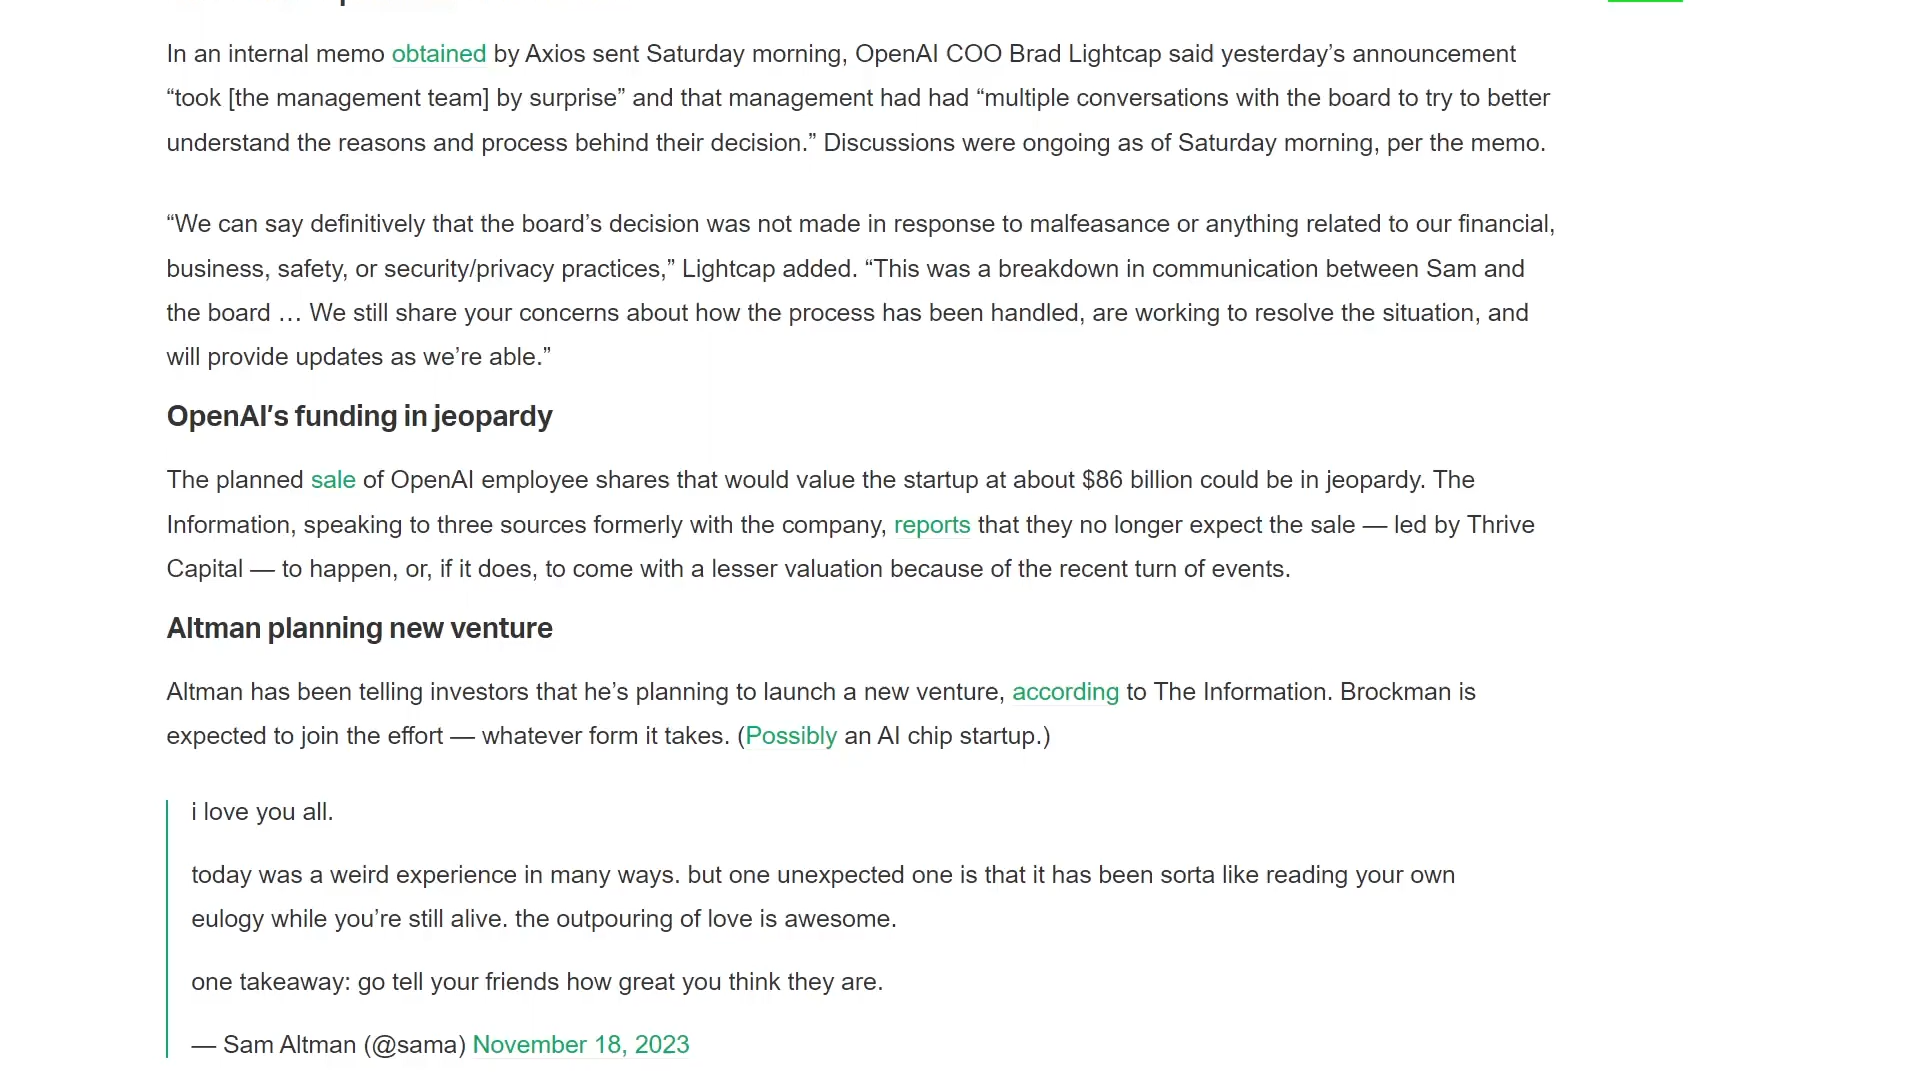 In an internal memo obtained by Axios sent Saturday morning, OpenAI COO Brad Lightcap said yesterday’s announcement
“took [the management team] by surprise” and that management had had “multiple conversations with the board to try to better
understand the reasons and process behind their decision.” Discussions were ongoing as of Saturday morning, per the memo.
“We can say definitively that the board’s decision was not made in response to malfeasance or anything related to our financial,
business, safety, or security/privacy practices,” Lightcap added. “This was a breakdown in communication between Sam and
the board … We still share your concerns about how the process has been handled, are working to resolve the situation, and
will provide updates as we’re able.”
OpenAI's funding in jeopardy
The planned sale of OpenAI employee shares that would value the startup at about $86 billion could be in jeopardy. The
Information, speaking to three sources formerly with the company, reports that they no longer expect the sale — led by Thrive
Capital — to happen, or, if it does, to come with a lesser valuation because of the recent turn of events.
Altman planning new venture
Altman has been telling investors that he’s planning to launch a new venture, according to The Information. Brockman is
expected to join the effort — whatever form it takes. (Possibly an AI chip startup.)
i love you all.
today was a weird experience in many ways. but one unexpected one is that it has been sorta like reading your own
eulogy while you’re still alive. the outpouring of love is awesome.
one takeaway: go tell your friends how great you think they are.
— Sam Altman (@sama) November 18, 2023